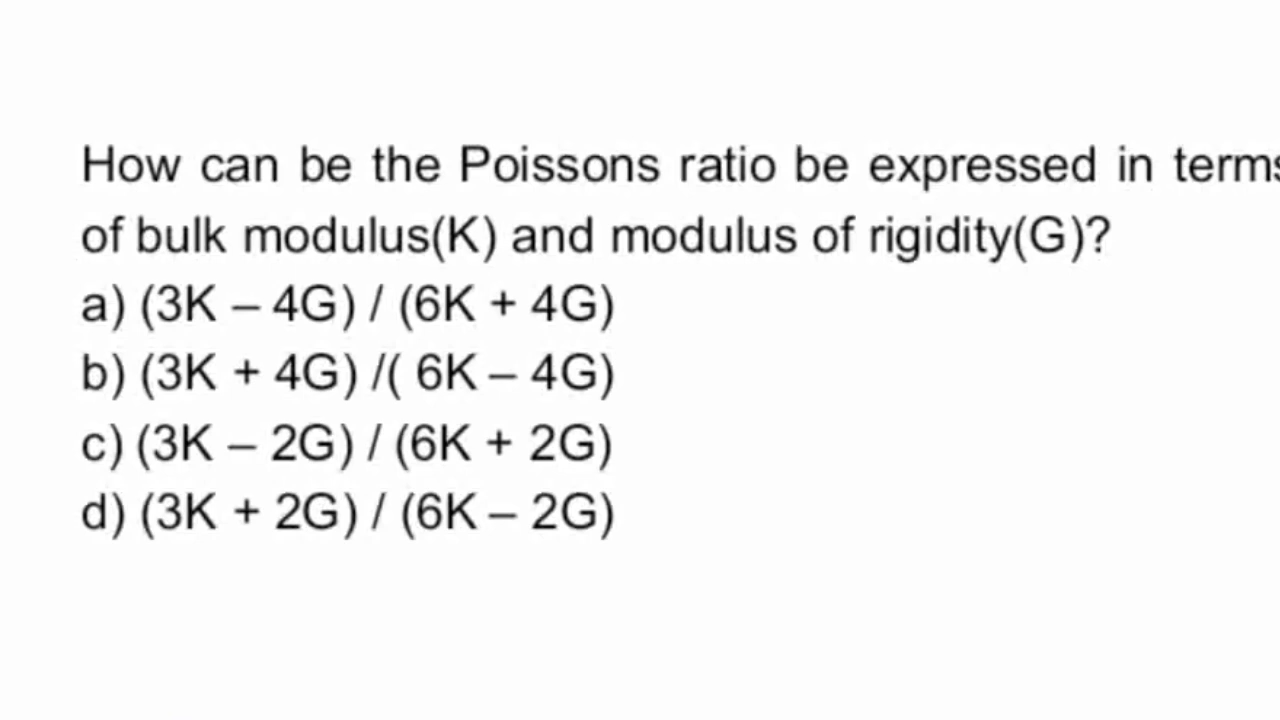 How can be the Poissons ratio be expressed in terms
of bulk modulus(K) and modulus of rigidity(G)?
a) (3K – 4G) / (6K + 4G)
b) (3K + 4G) /( 6K – 4G)
c) (3K – 2G) / (6K + 2G)
d) (3K + 2G) / (6K – 2G)